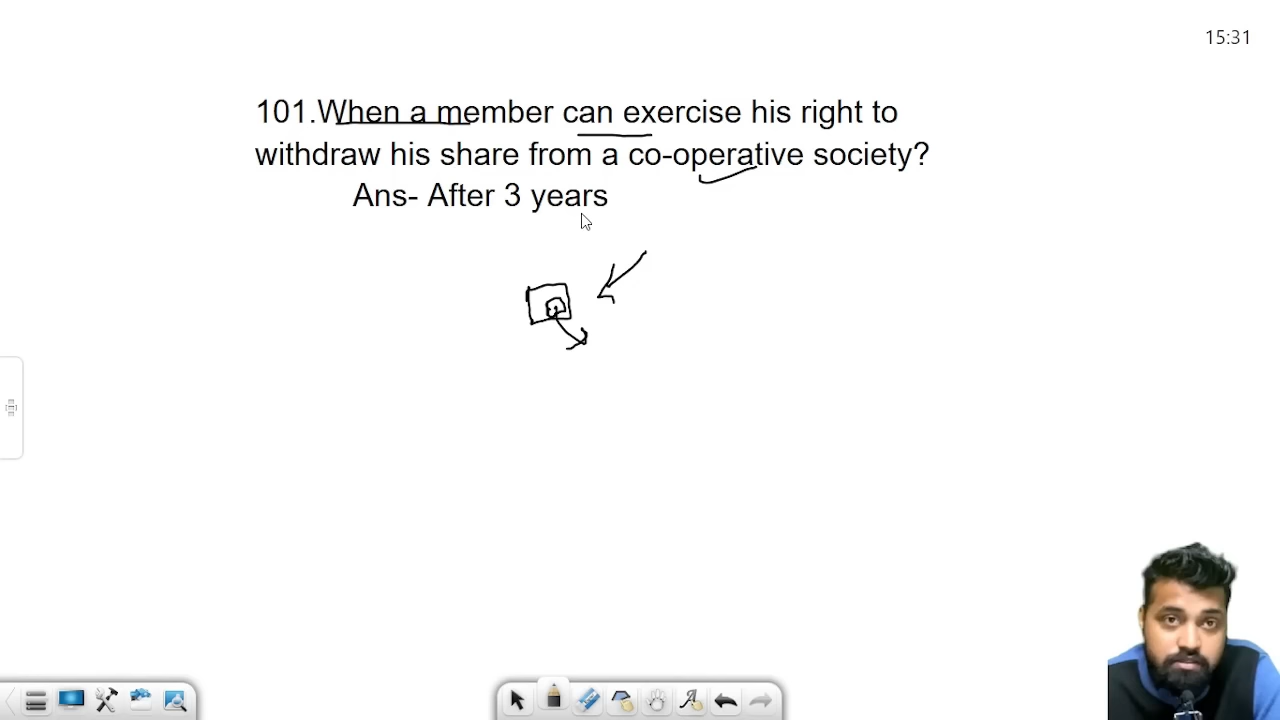 15:31
101.When a member can exercise his right to
withdraw his share from a co-operative society?
Ans- After 3 years